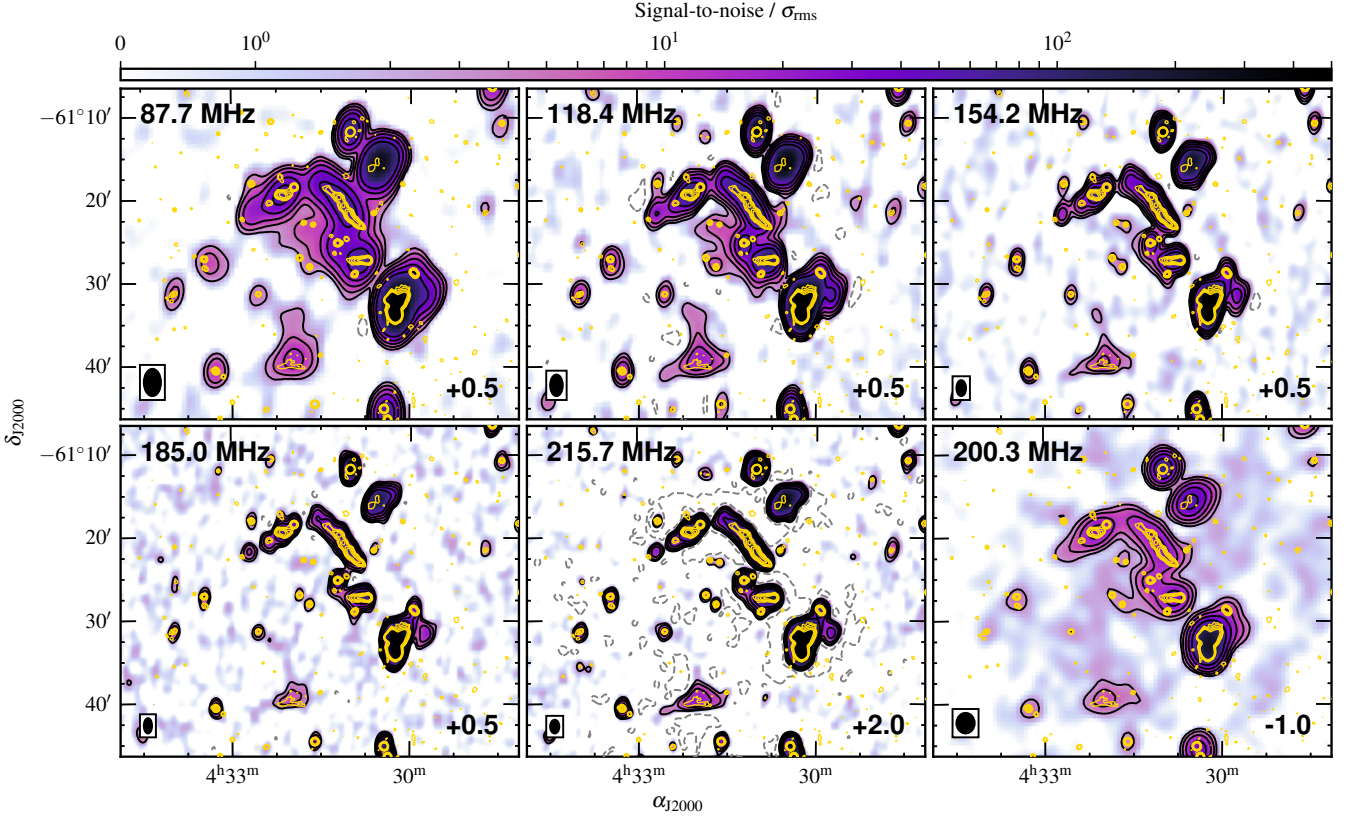 Signal-to-noise / σrms
0 10⁰ 10¹ 10²
87.7 MHz 118.4 MHz 154.2 MHz
−61°10′
20′
30′
40′
+0.5 +0.5 +0.5
185.0 MHz 215.7 MHz 200.3 MHz
−61°10′
20′
30′
40′
+0.5 +2.0 -1.0
4ʰ33ᵐ 30ᵐ 4ʰ33ᵐ 30ᵐ 4ʰ33ᵐ 30ᵐ
δJ2000
αJ2000